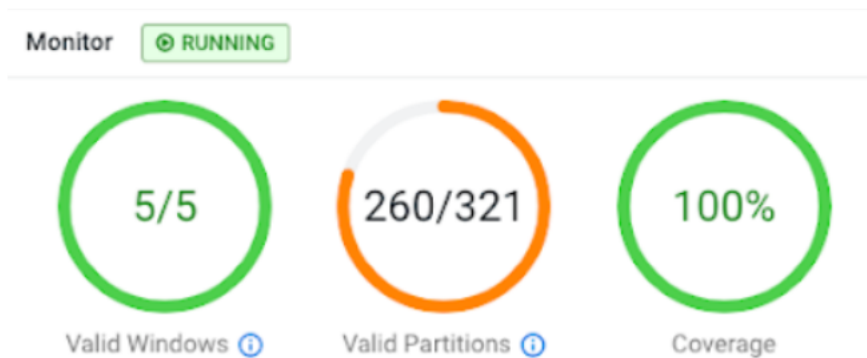 Monitor RUNNING
5/5 260/321 100%
Valid Windows Valid Partitions Coverage